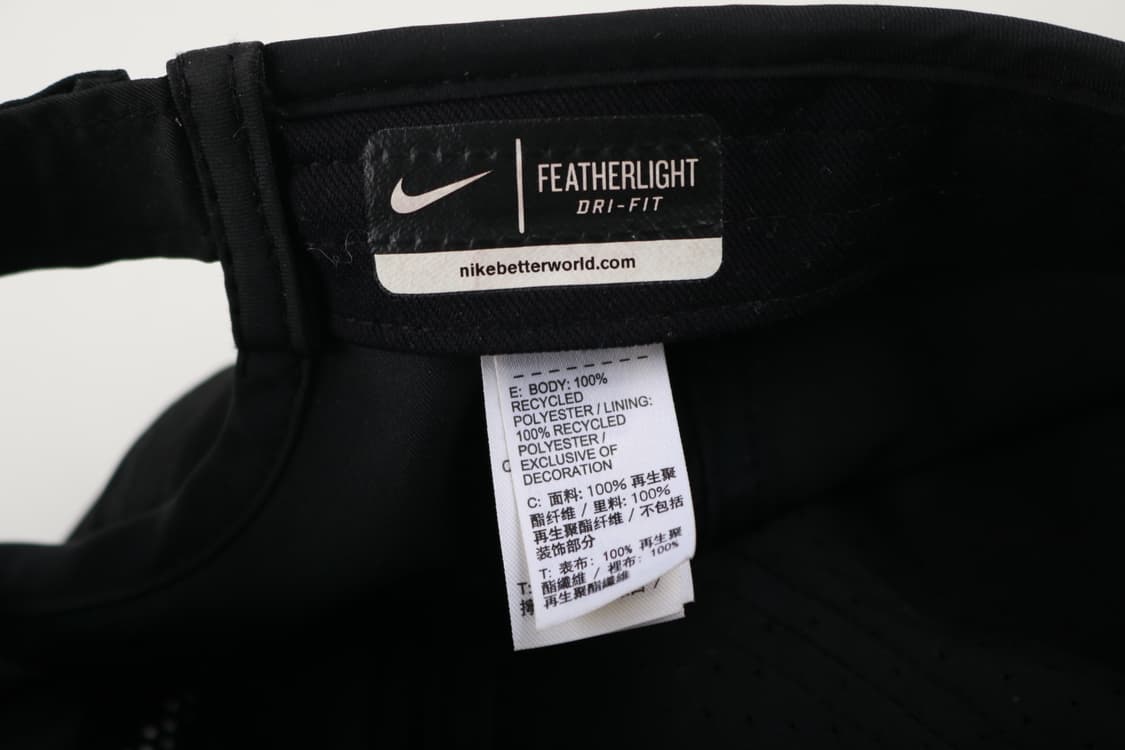 FEATHERLIGHT
DRI-FIT
nikebetterworld.com
E: BODY: 100%
RECYCLED
POLYESTER / LINING:
100% RECYCLED
POLYESTER /
EXCLUSIVE OF
DECORATION
C: 面料: 100% 再生聚
酯纤维 / 里料: 100%
再生聚酯纤维 / 不包括
装饰部分
T: 表布: 100% 再生聚
酯纖維 / 裡布: 100%
再生聚酯纖維
T: